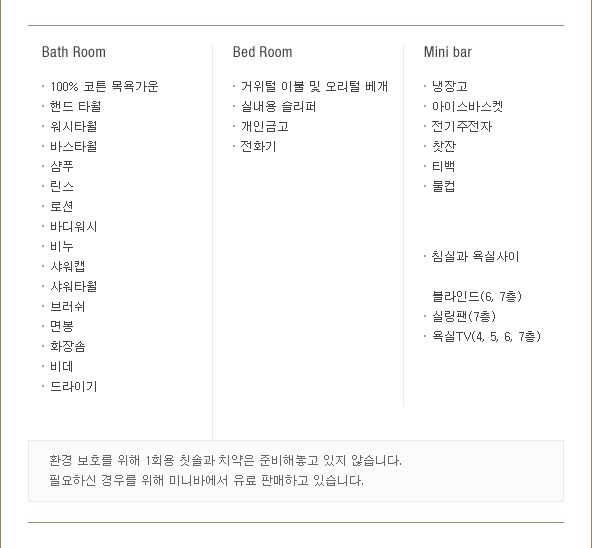 Bath Room
· 100% 코튼 목욕가운
· 핸드 타월
· 워시타월
· 바스타월
· 샴푸
· 린스
· 로션
· 바디워시
· 비누
· 샤워캡
· 샤워타월
· 브러쉬
· 면봉
· 화장솜
· 비데
· 드라이기
Bed Room
· 거위털 이불 및 오리털 베개
· 실내용 슬리퍼
· 개인금고
· 전화기
Mini bar
· 냉장고
· 아이스바스켓
· 전기주전자
· 찻잔
· 티백
· 물컵
· 침실과 욕실사이
블라인드(6, 7층)
· 실링팬(7층)
· 욕실TV(4, 5, 6, 7층)
환경 보호를 위해 1회용 칫솔과 치약은 준비해놓고 있지 않습니다.
필요하신 경우를 위해 미니바에서 유료 판매하고 있습니다.